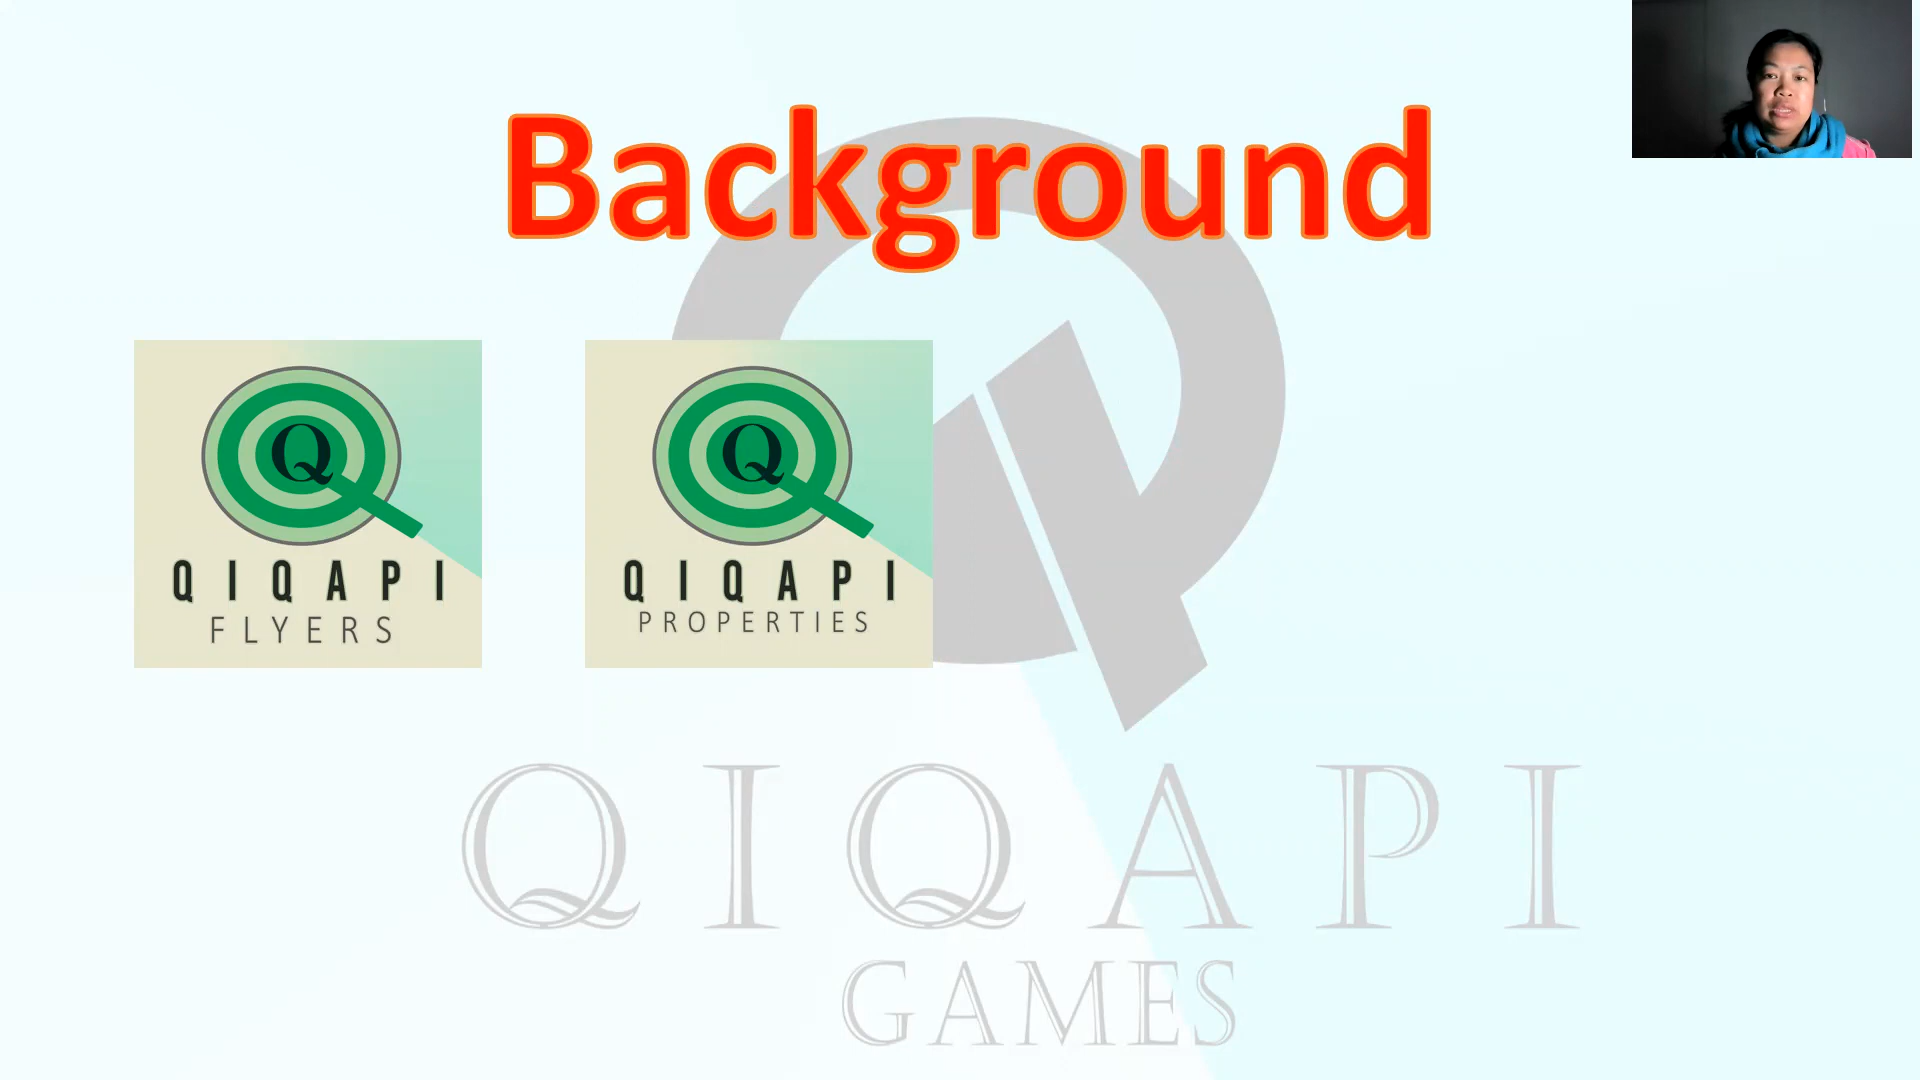 Background
Q
QIQAPI
FLYERS
Q
QIQAPI
PROPERTIES
QIQAPI
GAMES